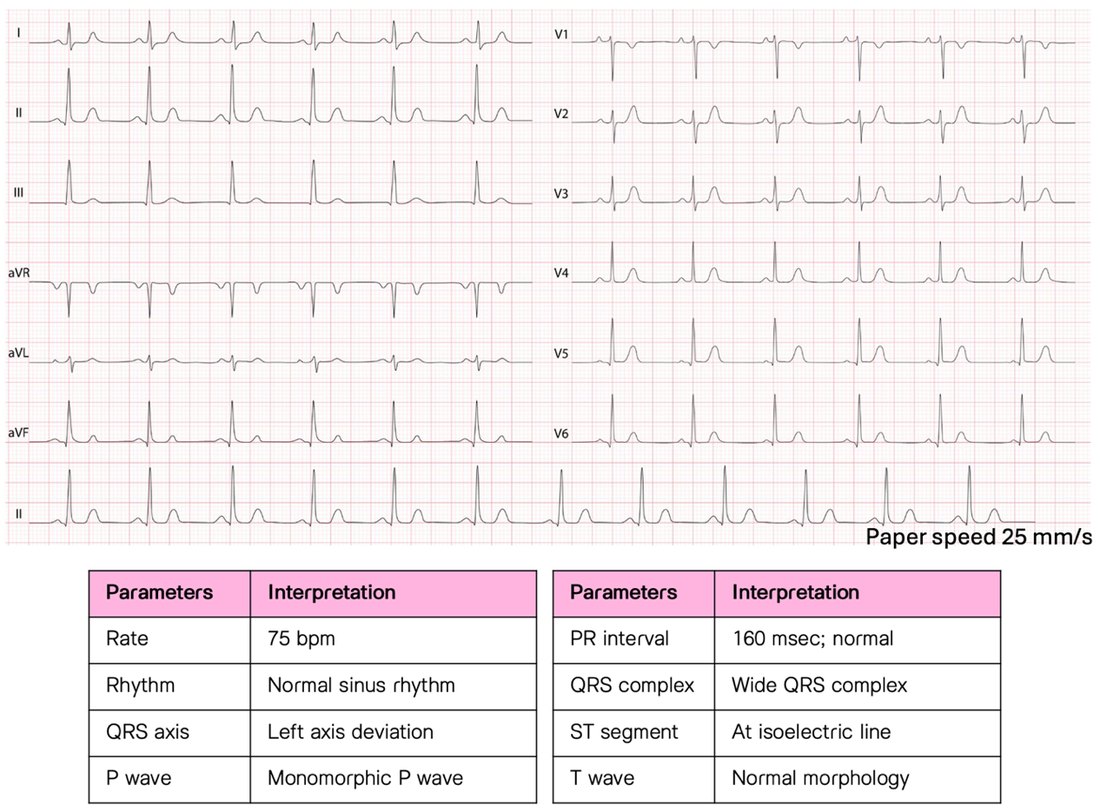 I
V1
II
V2
III
V3
aVR
V4
aVL
V5
aVF
V6
II
Paper speed 25 mm/s
Parameters Interpretation
Rate 75 bpm
Rhythm Normal sinus rhythm
QRS axis Left axis deviation
P wave Monomorphic P wave
Parameters Interpretation
PR interval 160 msec; normal
QRS complex Wide QRS complex
ST segment At isoelectric line
T wave Normal morphology